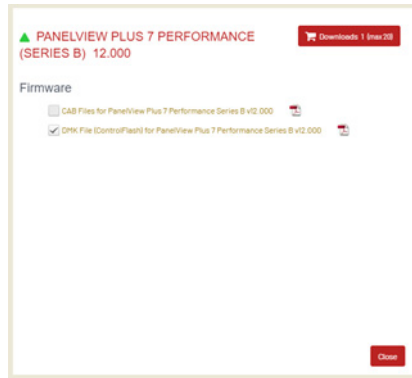 PANELVIEW PLUS 7 PERFORMANCE
(SERIES B) 12.000
Downloads 1 (max 20)
Firmware
CAB Files for PanelView Plus 7 Performance Series B v12.000
DMK File (ControlFlash) for PanelView Plus 7 Performance Series B v12.000
Close